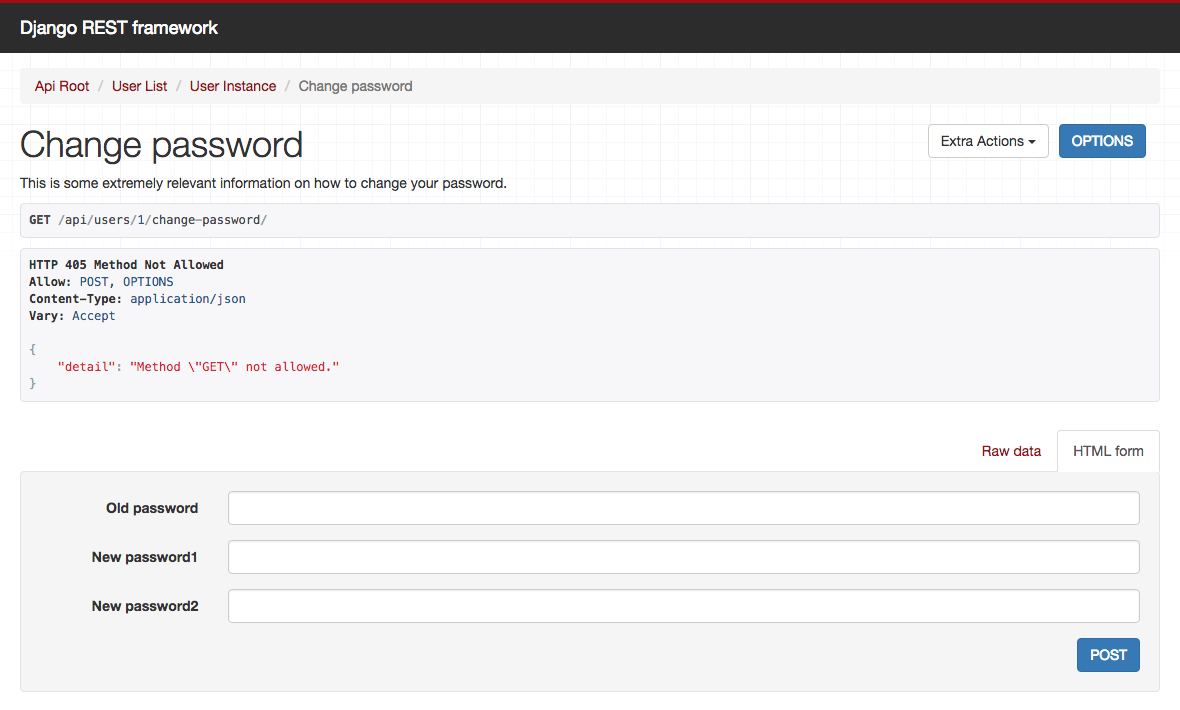 Django REST framework
Api Root / User List / User Instance / Change password
Change password
Extra Actions
OPTIONS
This is some extremely relevant information on how to change your password.
GET /api/users/1/change-password/
HTTP 405 Method Not Allowed
Allow: POST, OPTIONS
Content-Type: application/json
Vary: Accept
{
    "detail": "Method \"GET\" not allowed."
}
Raw data
HTML form
Old password
New password1
New password2
POST